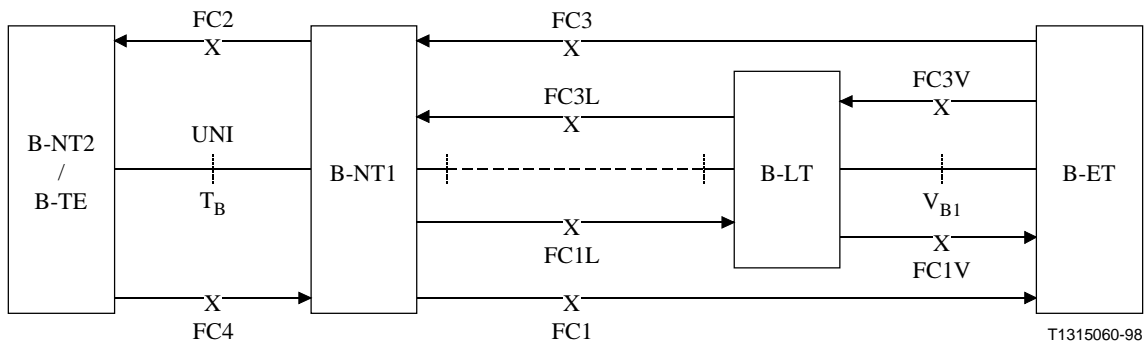 FC2
X
FC3
X
FC3V
X
FC3L
X
B-NT2
/
B-TE
UNI
T_B
B-NT1
B-LT
V_B1
B-ET
X
FC1L
X
FC1V
X
FC4
X
FC1
T1315060-98